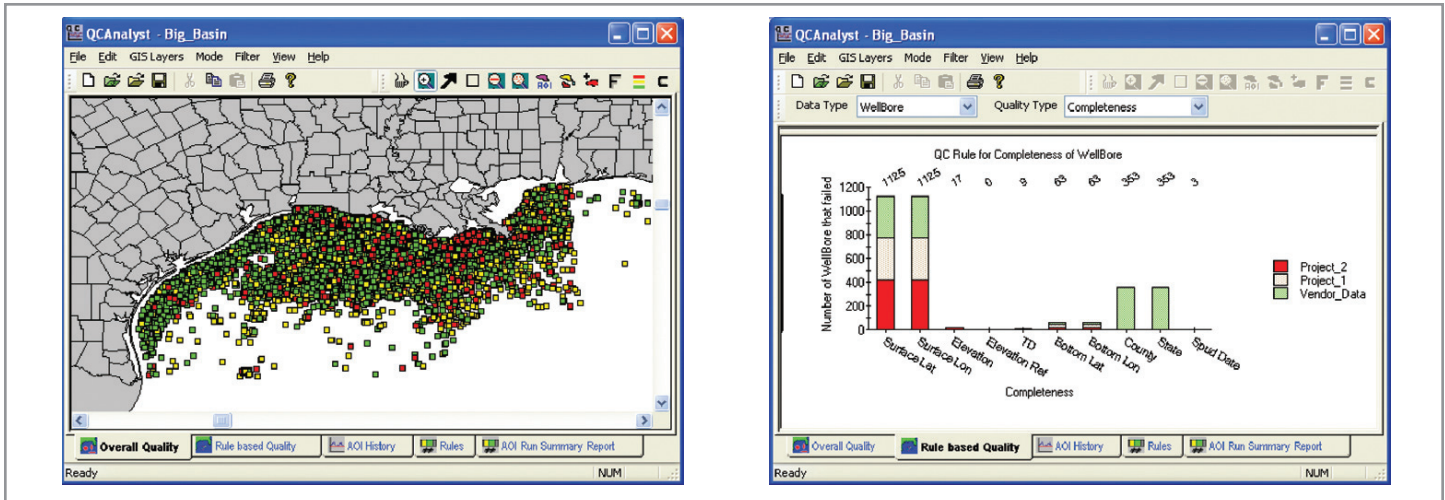 QCAnalyst - Big_Basin
File Edit GIS Layers Mode Filter View Help
AOI F C
Overall Quality Rule based Quality AOI History Rules AOI Run Summary Report
Ready NUM
QCAnalyst - Big_Basin
File Edit GIS Layers Mode Filter View Help
AOI F C
Data Type WellBore Quality Type Completeness
QC Rule for Completeness of WellBore
1125 1125 17 0 9 63 63 353 353 3
1200
1000
800
600
400
200
0
Number of WellBore that failed
Project_2
Project_1
Vendor_Data
Surface Lat Surface Lon Elevation Elevation Ref TD Bottom Lat Bottom Lon County State Spud Date
Completeness
Overall Quality Rule based Quality AOI History Rules AOI Run Summary Report
Ready NUM